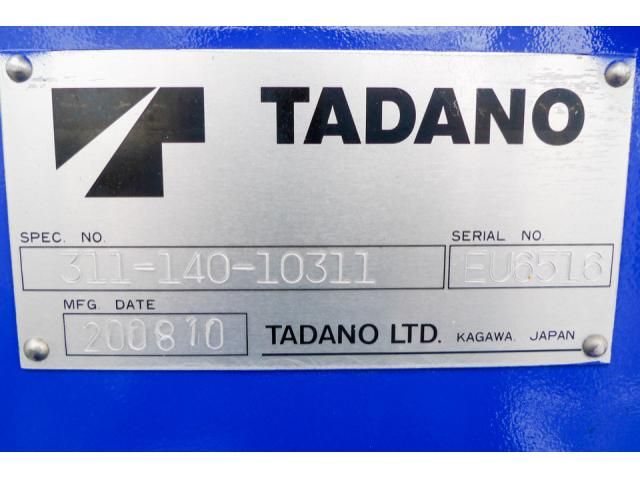 TADANO
SPEC. NO.
SERIAL NO.
311-140-10311
EU6516
MFG. DATE
200810
TADANO LTD. KAGAWA, JAPAN